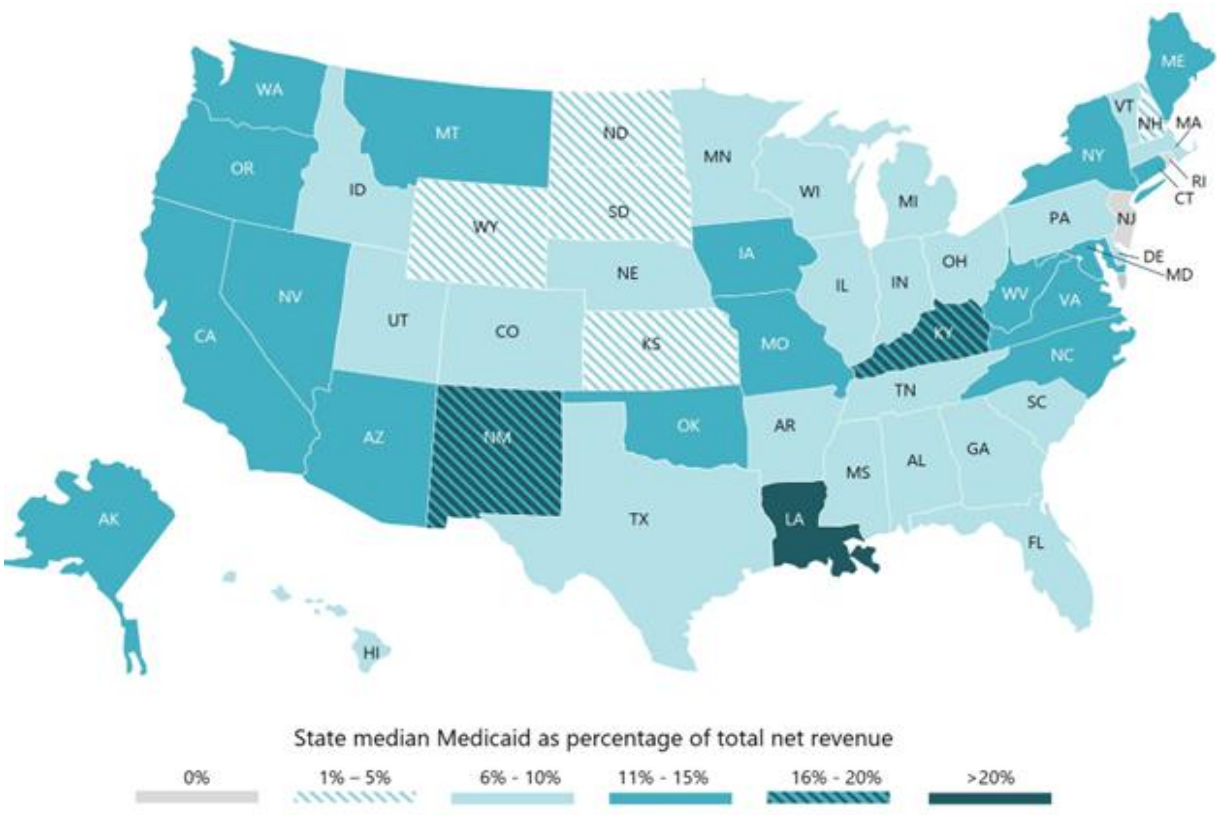 ME
WA
VT
MT
ND
NH
MA
MN
OR
NY
ID
WI
RI
MI
CT
SD
WY
PA
NJ
IA
DE
NE
OH
MD
IL
IN
NV
WV
VA
UT
CO
CA
KS
MO
KY
NC
TN
SC
OK
AR
AZ
NM
GA
AL
MS
TX
LA
AK
FL
HI
State median Medicaid as percentage of total net revenue
0% 1% – 5% 6% - 10% 11% - 15% 16% - 20% >20%